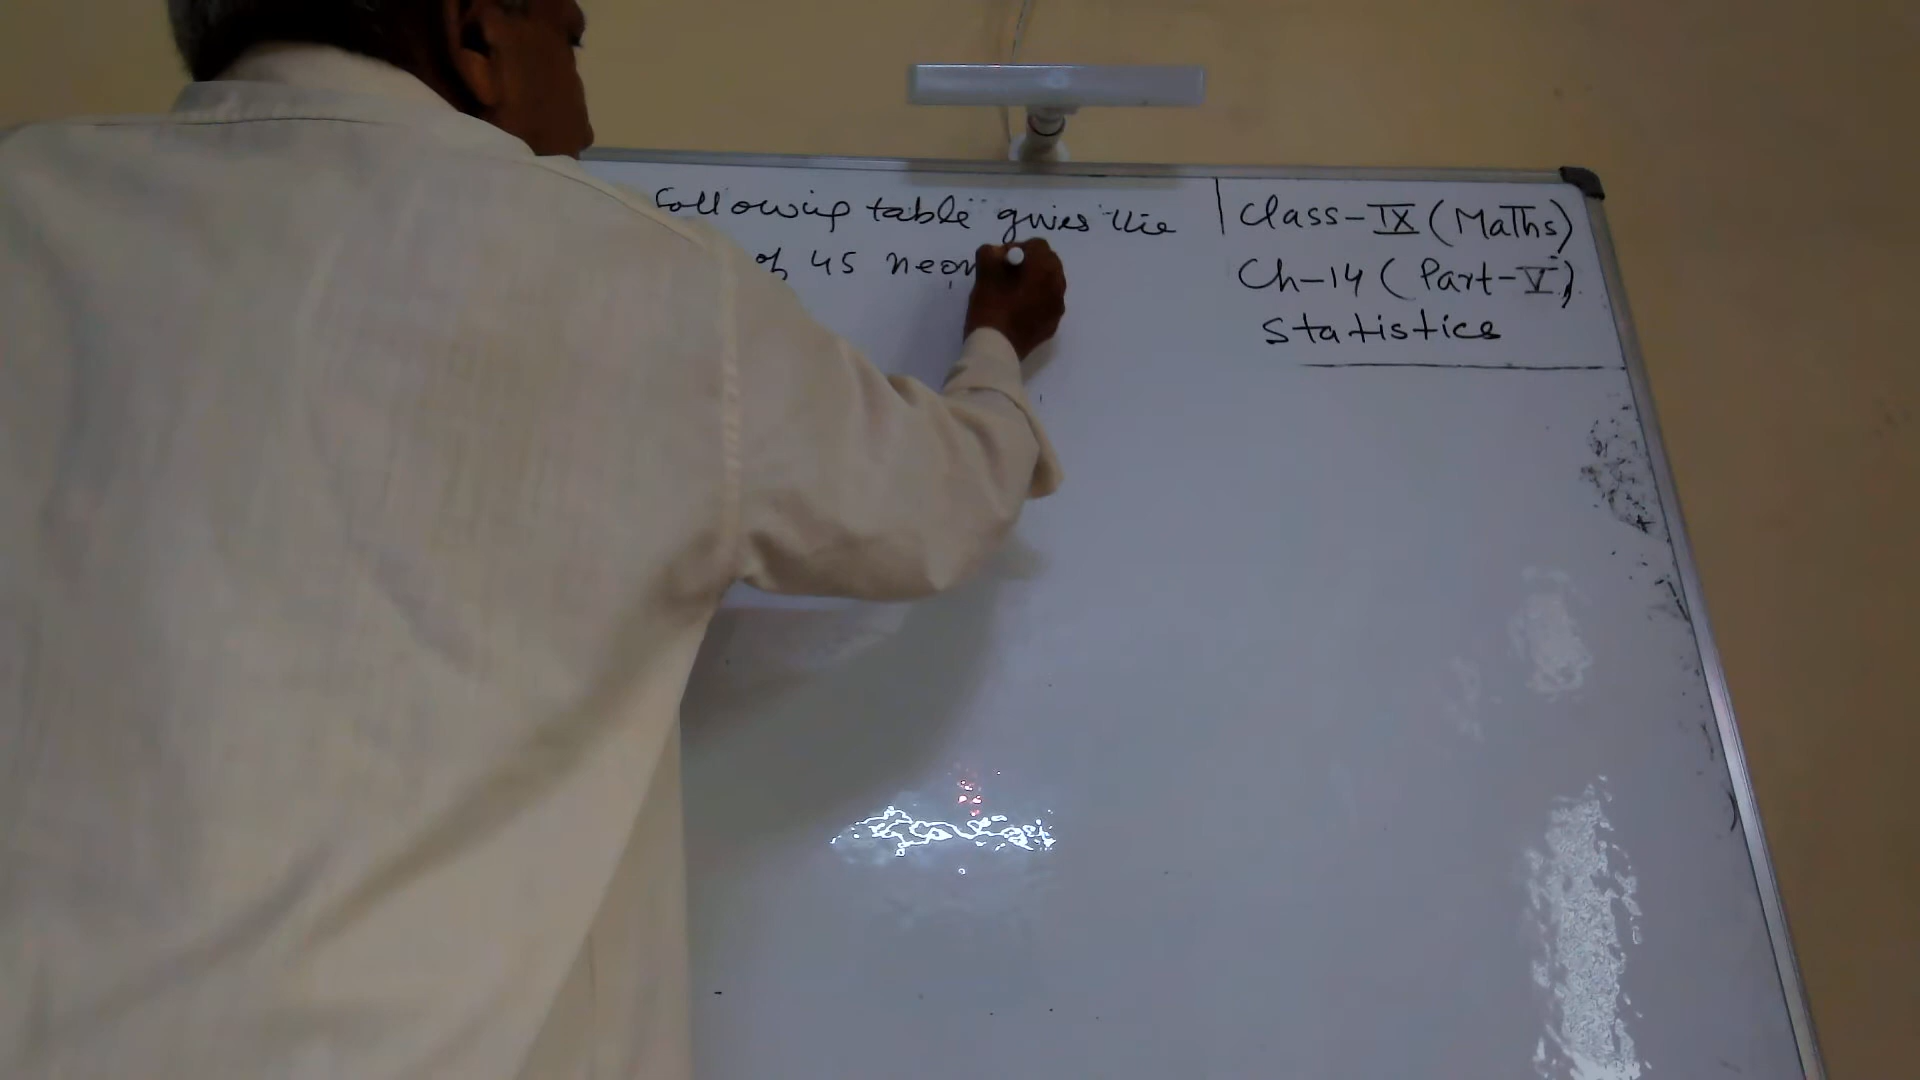 Following table gives the
of 45 neon
Class-IX (Maths)
Ch-14 (Part-V)
Statistics